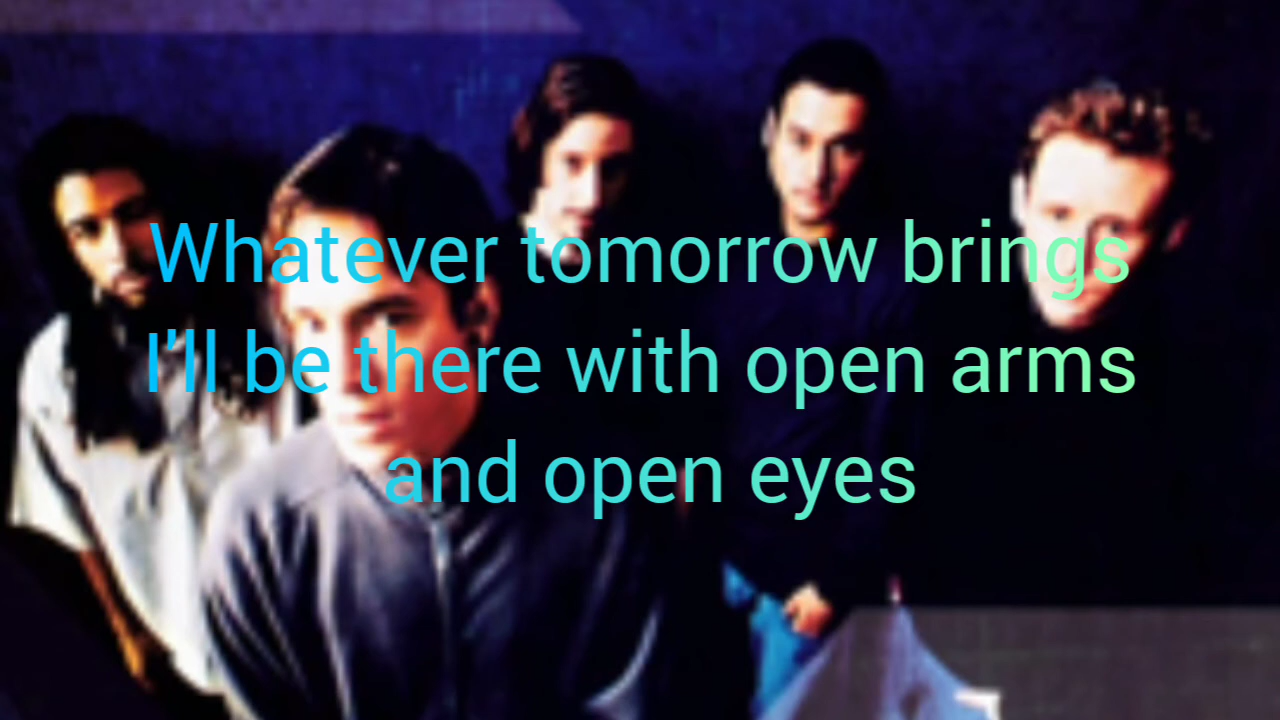 Whatever tomorrow brings
I'll be there with open arms
and open eyes